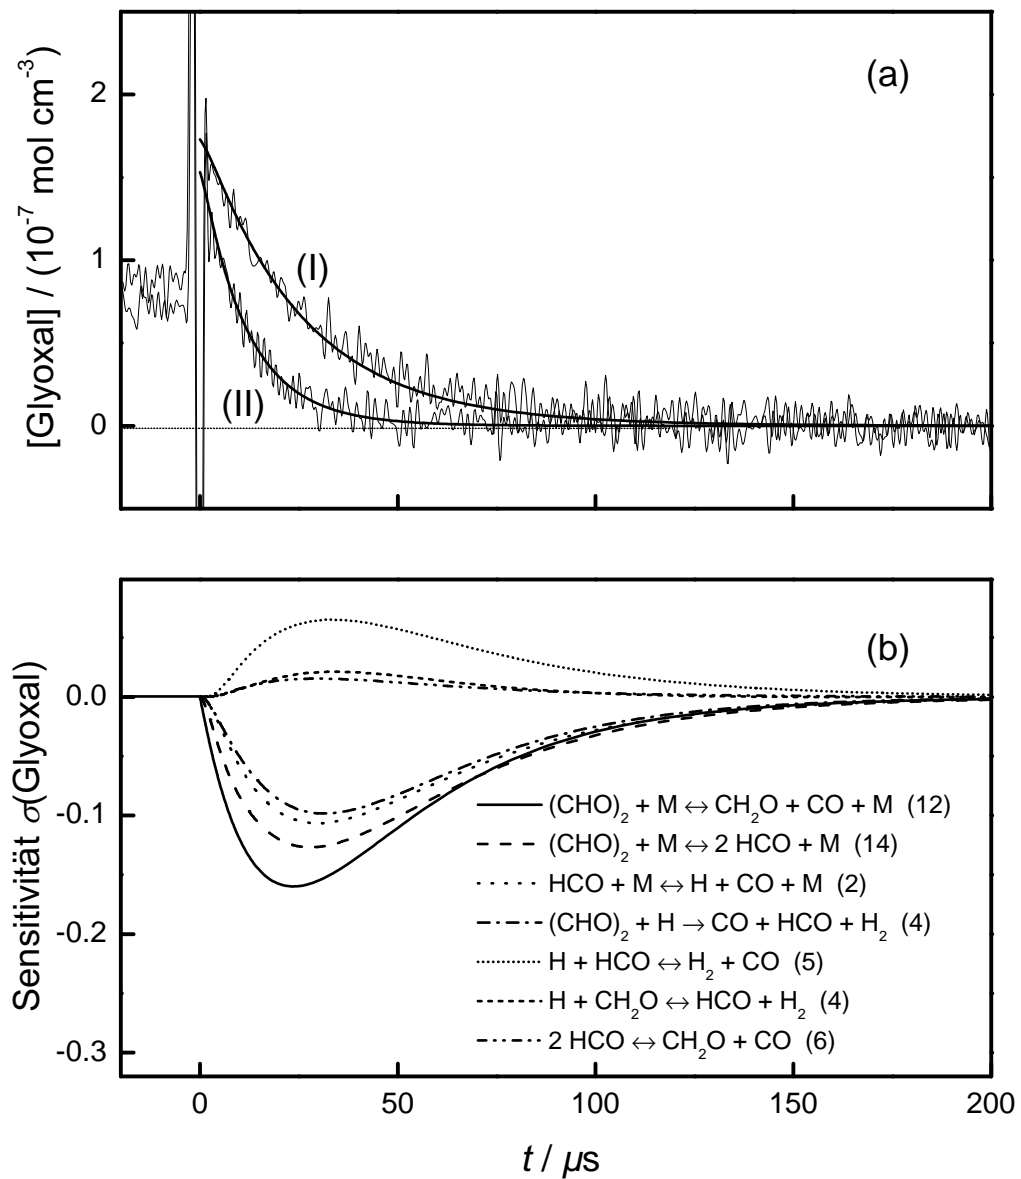 (a)
2
1
0
[Glyoxal] / (10⁻⁷ mol cm⁻³)
(I)
(II)
(b)
0.0
-0.1
-0.2
-0.3
Sensitivität σ(Glyoxal)
(CHO)₂ + M ↔ CH₂O + CO + M (12)
(CHO)₂ + M ↔ 2 HCO + M (14)
HCO + M ↔ H + CO + M (2)
(CHO)₂ + H → CO + HCO + H₂ (4)
H + HCO ↔ H₂ + CO (5)
H + CH₂O ↔ HCO + H₂ (4)
2 HCO ↔ CH₂O + CO (6)
0 50 100 150 200
t / µs